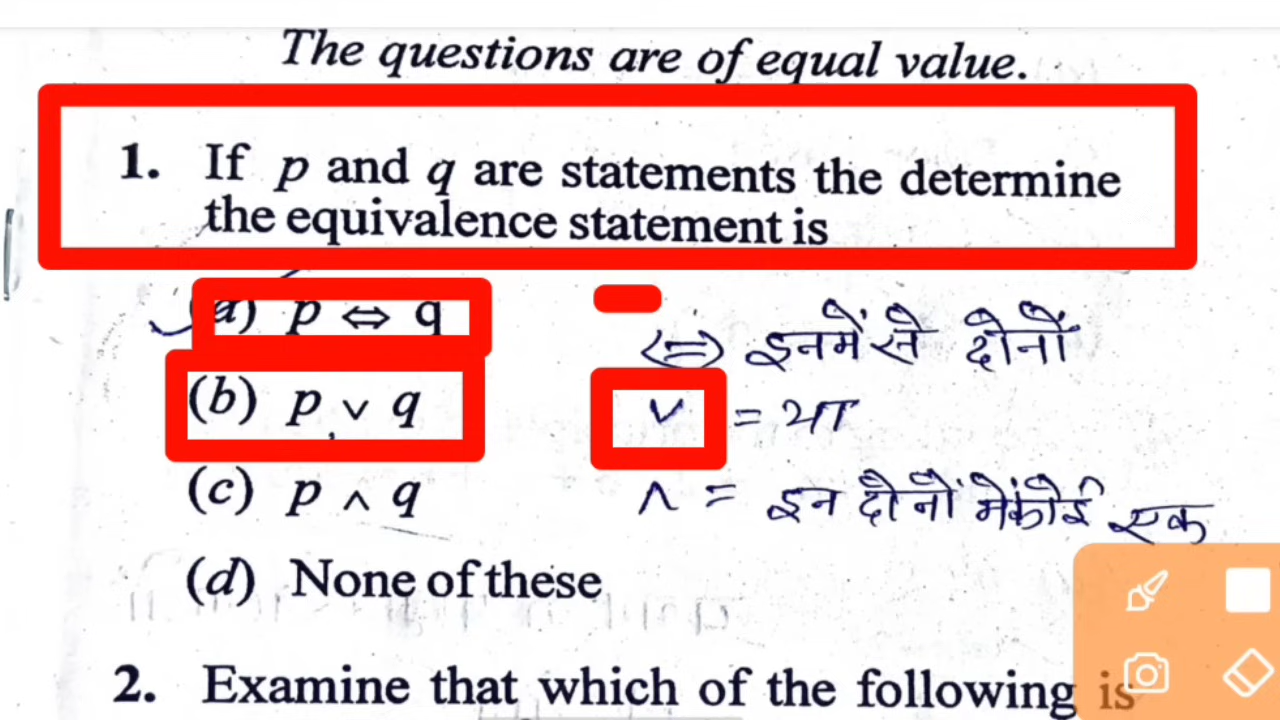 The questions are of equal value.
1. If p and q are statements the determine
the equivalence statement is
(a) p ⇔ q
⇔ इनमें से दोनों
(b) p ∨ q
∨ = या
(c) p ∧ q
∧ = इन दोनों में कोई एक
(d) None of these
2. Examine that which of the following is